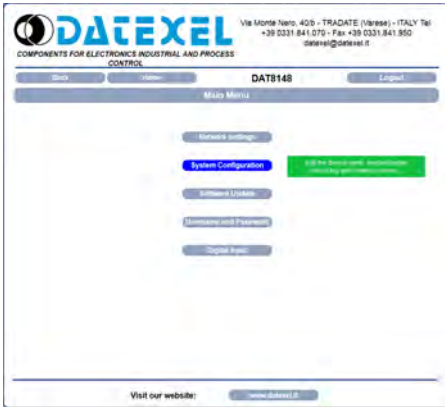 DATEXEL
COMPONENTS FOR ELECTRONICS INDUSTRIAL AND PROCESS
CONTROL
Via Monte Nero, 40/b - TRADATE (Varese) - ITALY Tel
+39 0331.841.070 - Fax +39 0331.841.950
datexel@datexel.it
Back
Home
DAT8148
Logout
Main Menu
Network settings
System Configuration
Software Update
Username and Password
Digital Input
Visit our website:
www.datexel.it